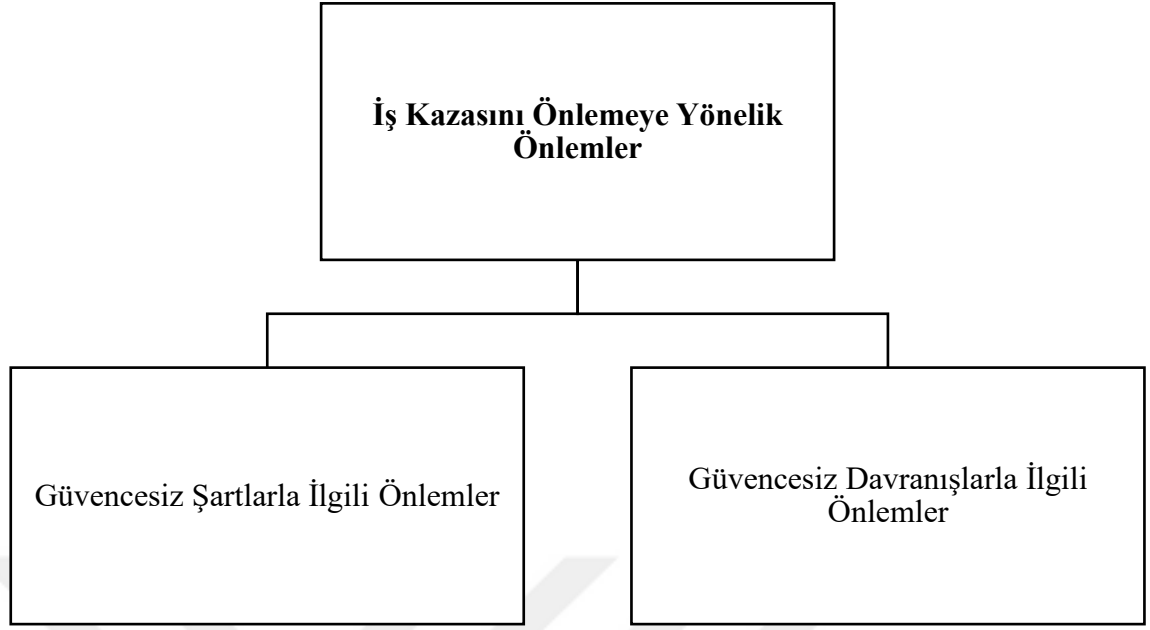 İş Kazasını Önlemeye Yönelik
Önlemler
Güvencesiz Şartlarla İlgili Önlemler
Güvencesiz Davranışlarla İlgili
Önlemler